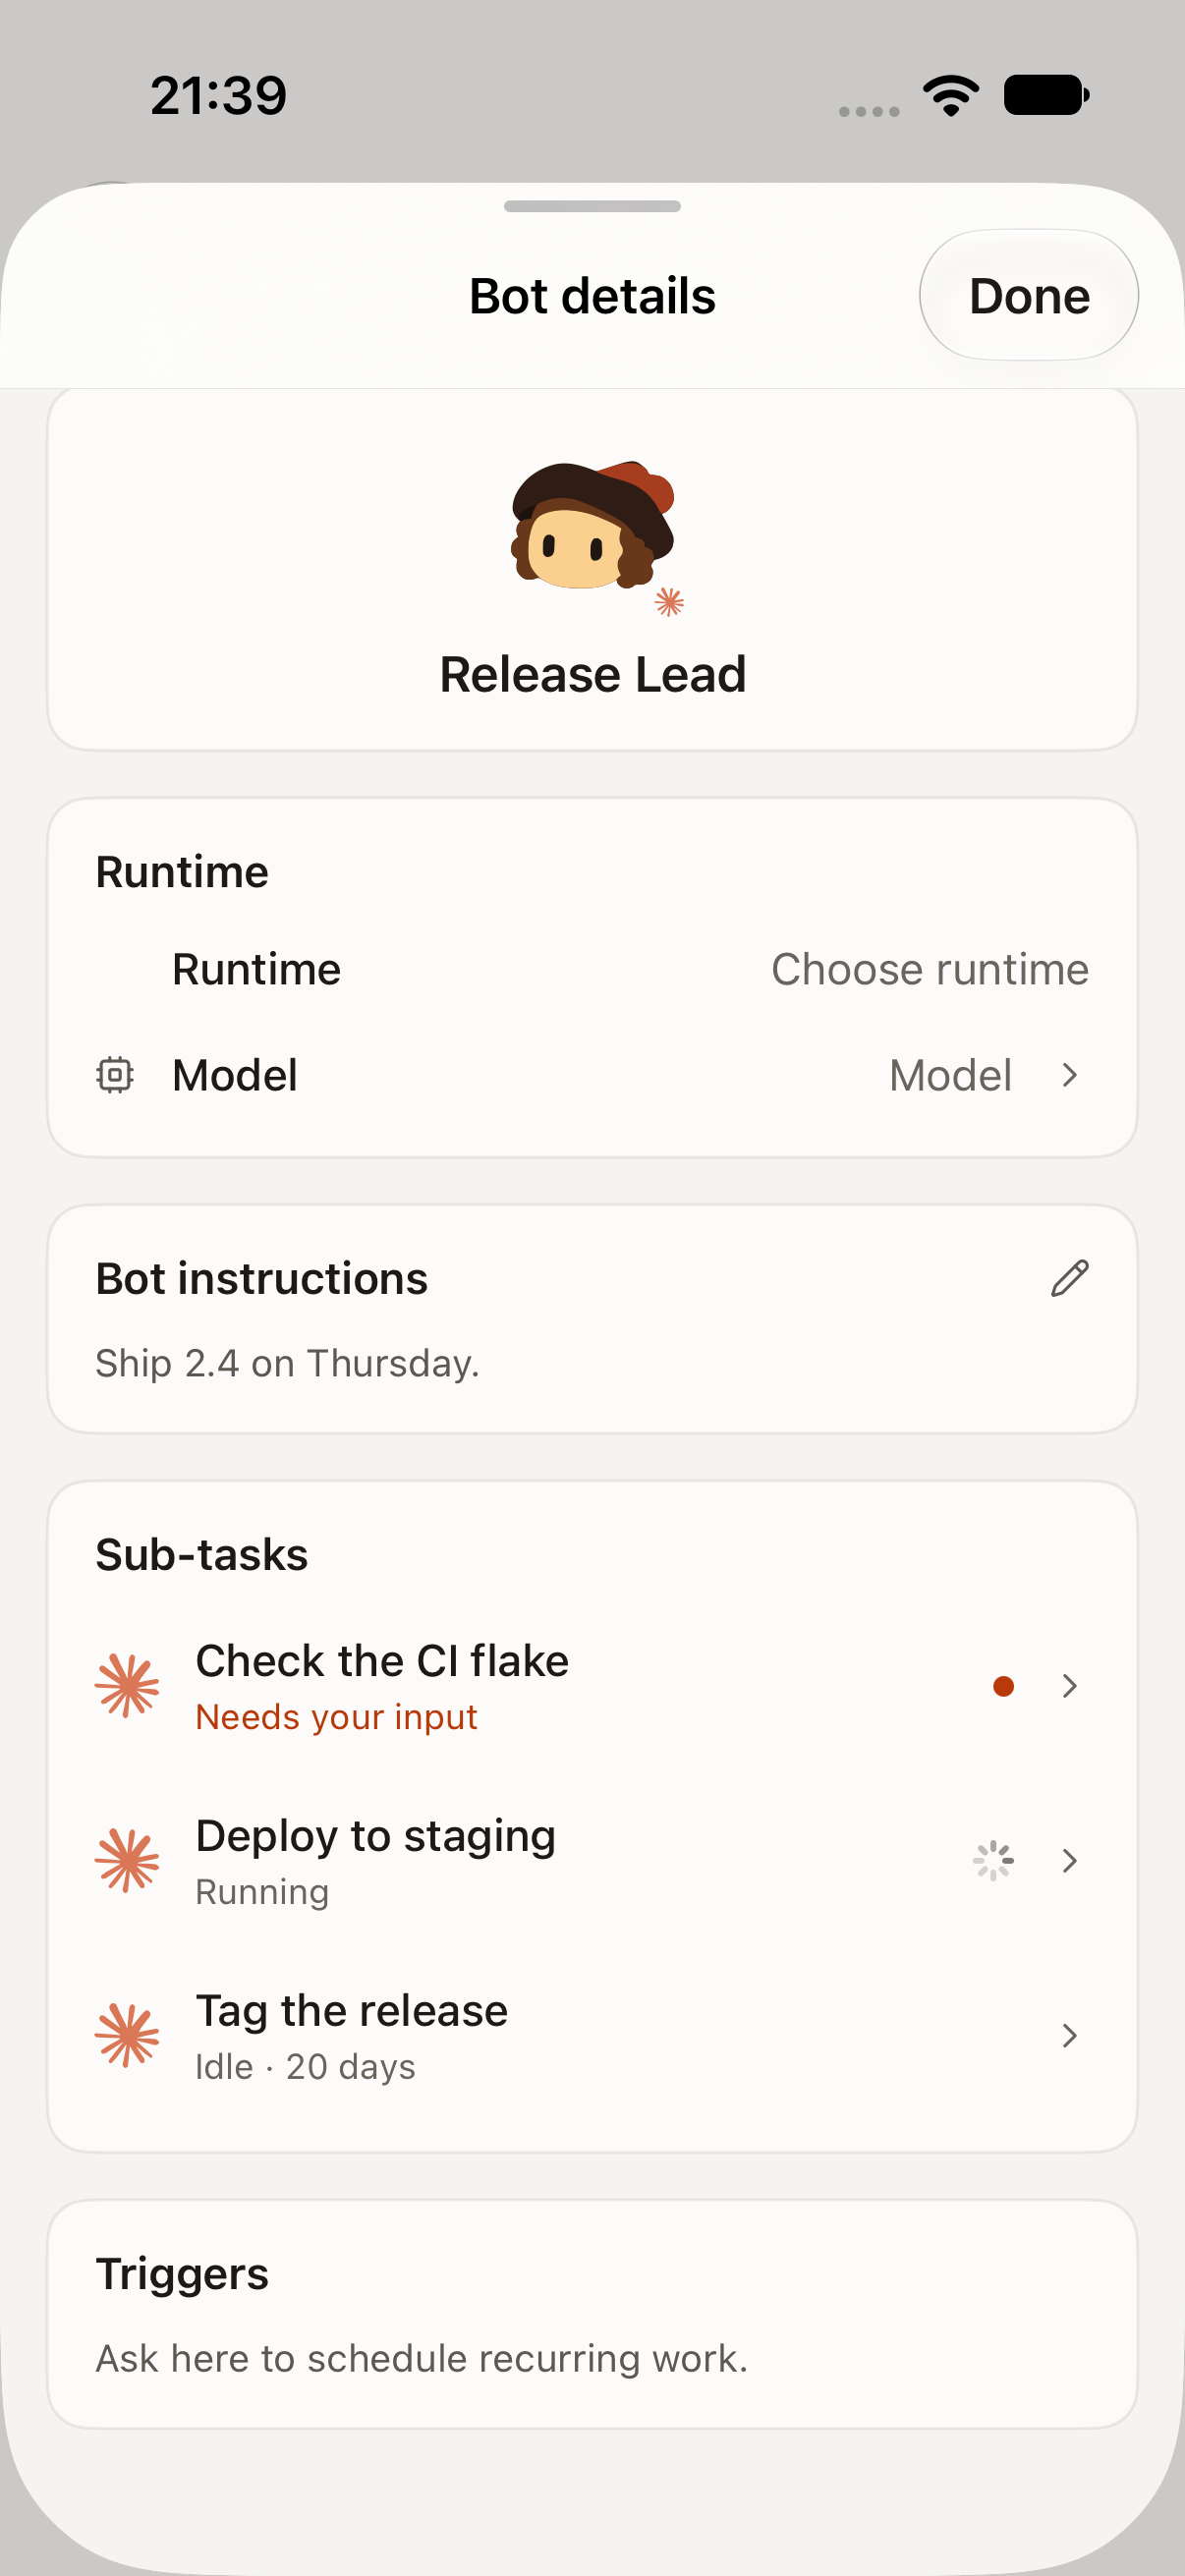 21:39
Bot details
Done
Release Lead
Runtime
Runtime
Choose runtime
Model
Model
Bot instructions
Ship 2.4 on Thursday.
Sub-tasks
Check the CI flake
Needs your input
Deploy to staging
Running
Tag the release
Idle · 20 days
Triggers
Ask here to schedule recurring work.